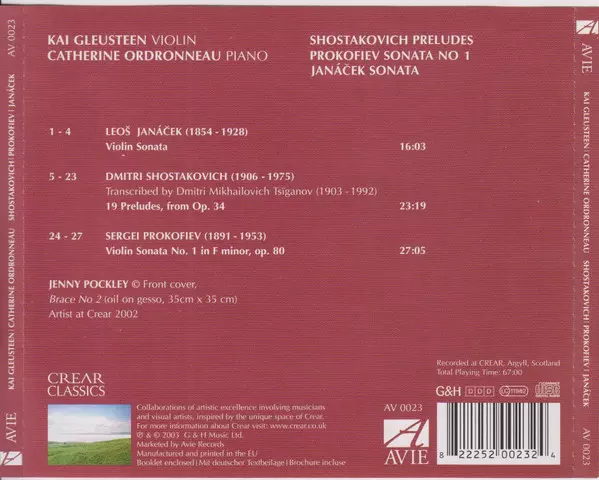 AV 0023
KAI GLEUSTEEN | CATHERINE ORDRONNEAU SHOSTAKOVICH | PROKOFIEV | JANÁČEK
AVIE
KAI GLEUSTEEN VIOLIN
CATHERINE ORDRONNEAU PIANO
SHOSTAKOVICH PRELUDES
PROKOFIEV SONATA NO 1
JANÁČEK SONATA
1 - 4 LEOŠ JANÁČEK (1854 - 1928)
Violin Sonata 16:03
5 - 23 DMITRI SHOSTAKOVICH (1906 - 1975)
Transcribed by Dmitri Mikhailovich Tsïganov (1903 - 1992)
19 Preludes, from Op. 34 23:19
24 - 27 SERGEI PROKOFIEV (1891 - 1953)
Violin Sonata No. 1 in F minor, op. 80 27:05
JENNY POCKLEY © Front cover,
Brace No 2 (oil on gesso, 35cm x 35 cm)
Artist at Crear 2002
Recorded at CREAR, Argyll, Scotland
Total Playing Time: 67:00
CREAR
CLASSICS
Collaborations of artistic excellence involving musicians
and visual artists, inspired by the unique space of Crear.
For more information about Crear visit: www.crear.co.uk
℗ & © 2003 G & H Music Ltd.
Marketed by Avie Records
Manufactured and printed in the EU
Booklet enclosed | Mit deutscher Textbeilage | Brochure incluse
G&H DDD
AV 0023
AVIE
8 22252 00232 4
AVIE
KAI GLEUSTEEN | CATHERINE ORDRONNEAU SHOSTAKOVICH | PROKOFIEV | JANÁČEK
AV 0023